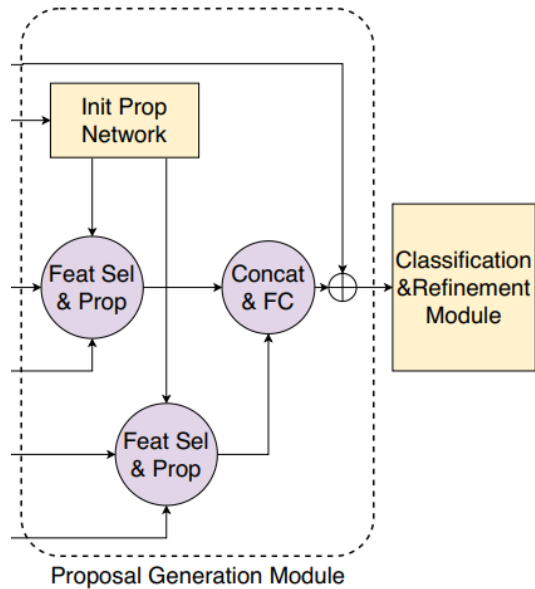 Init Prop
Network
Feat Sel
& Prop
Concat
& FC
Classification
&Refinement
Module
Feat Sel
& Prop
Proposal Generation Module